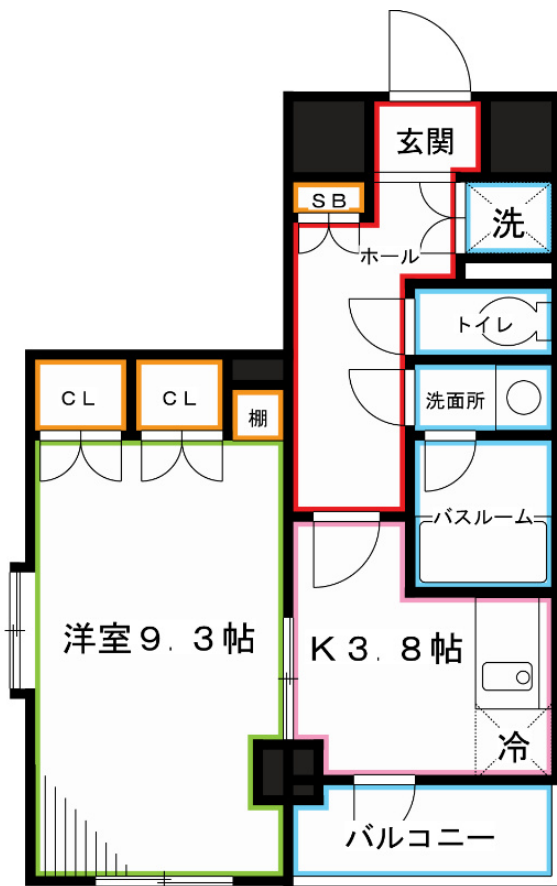 玄関
SB
洗
ホール
トイレ
CL
CL
棚
洗面所
バスルーム
洋室9.3帖
K3.8帖
冷
バルコニー